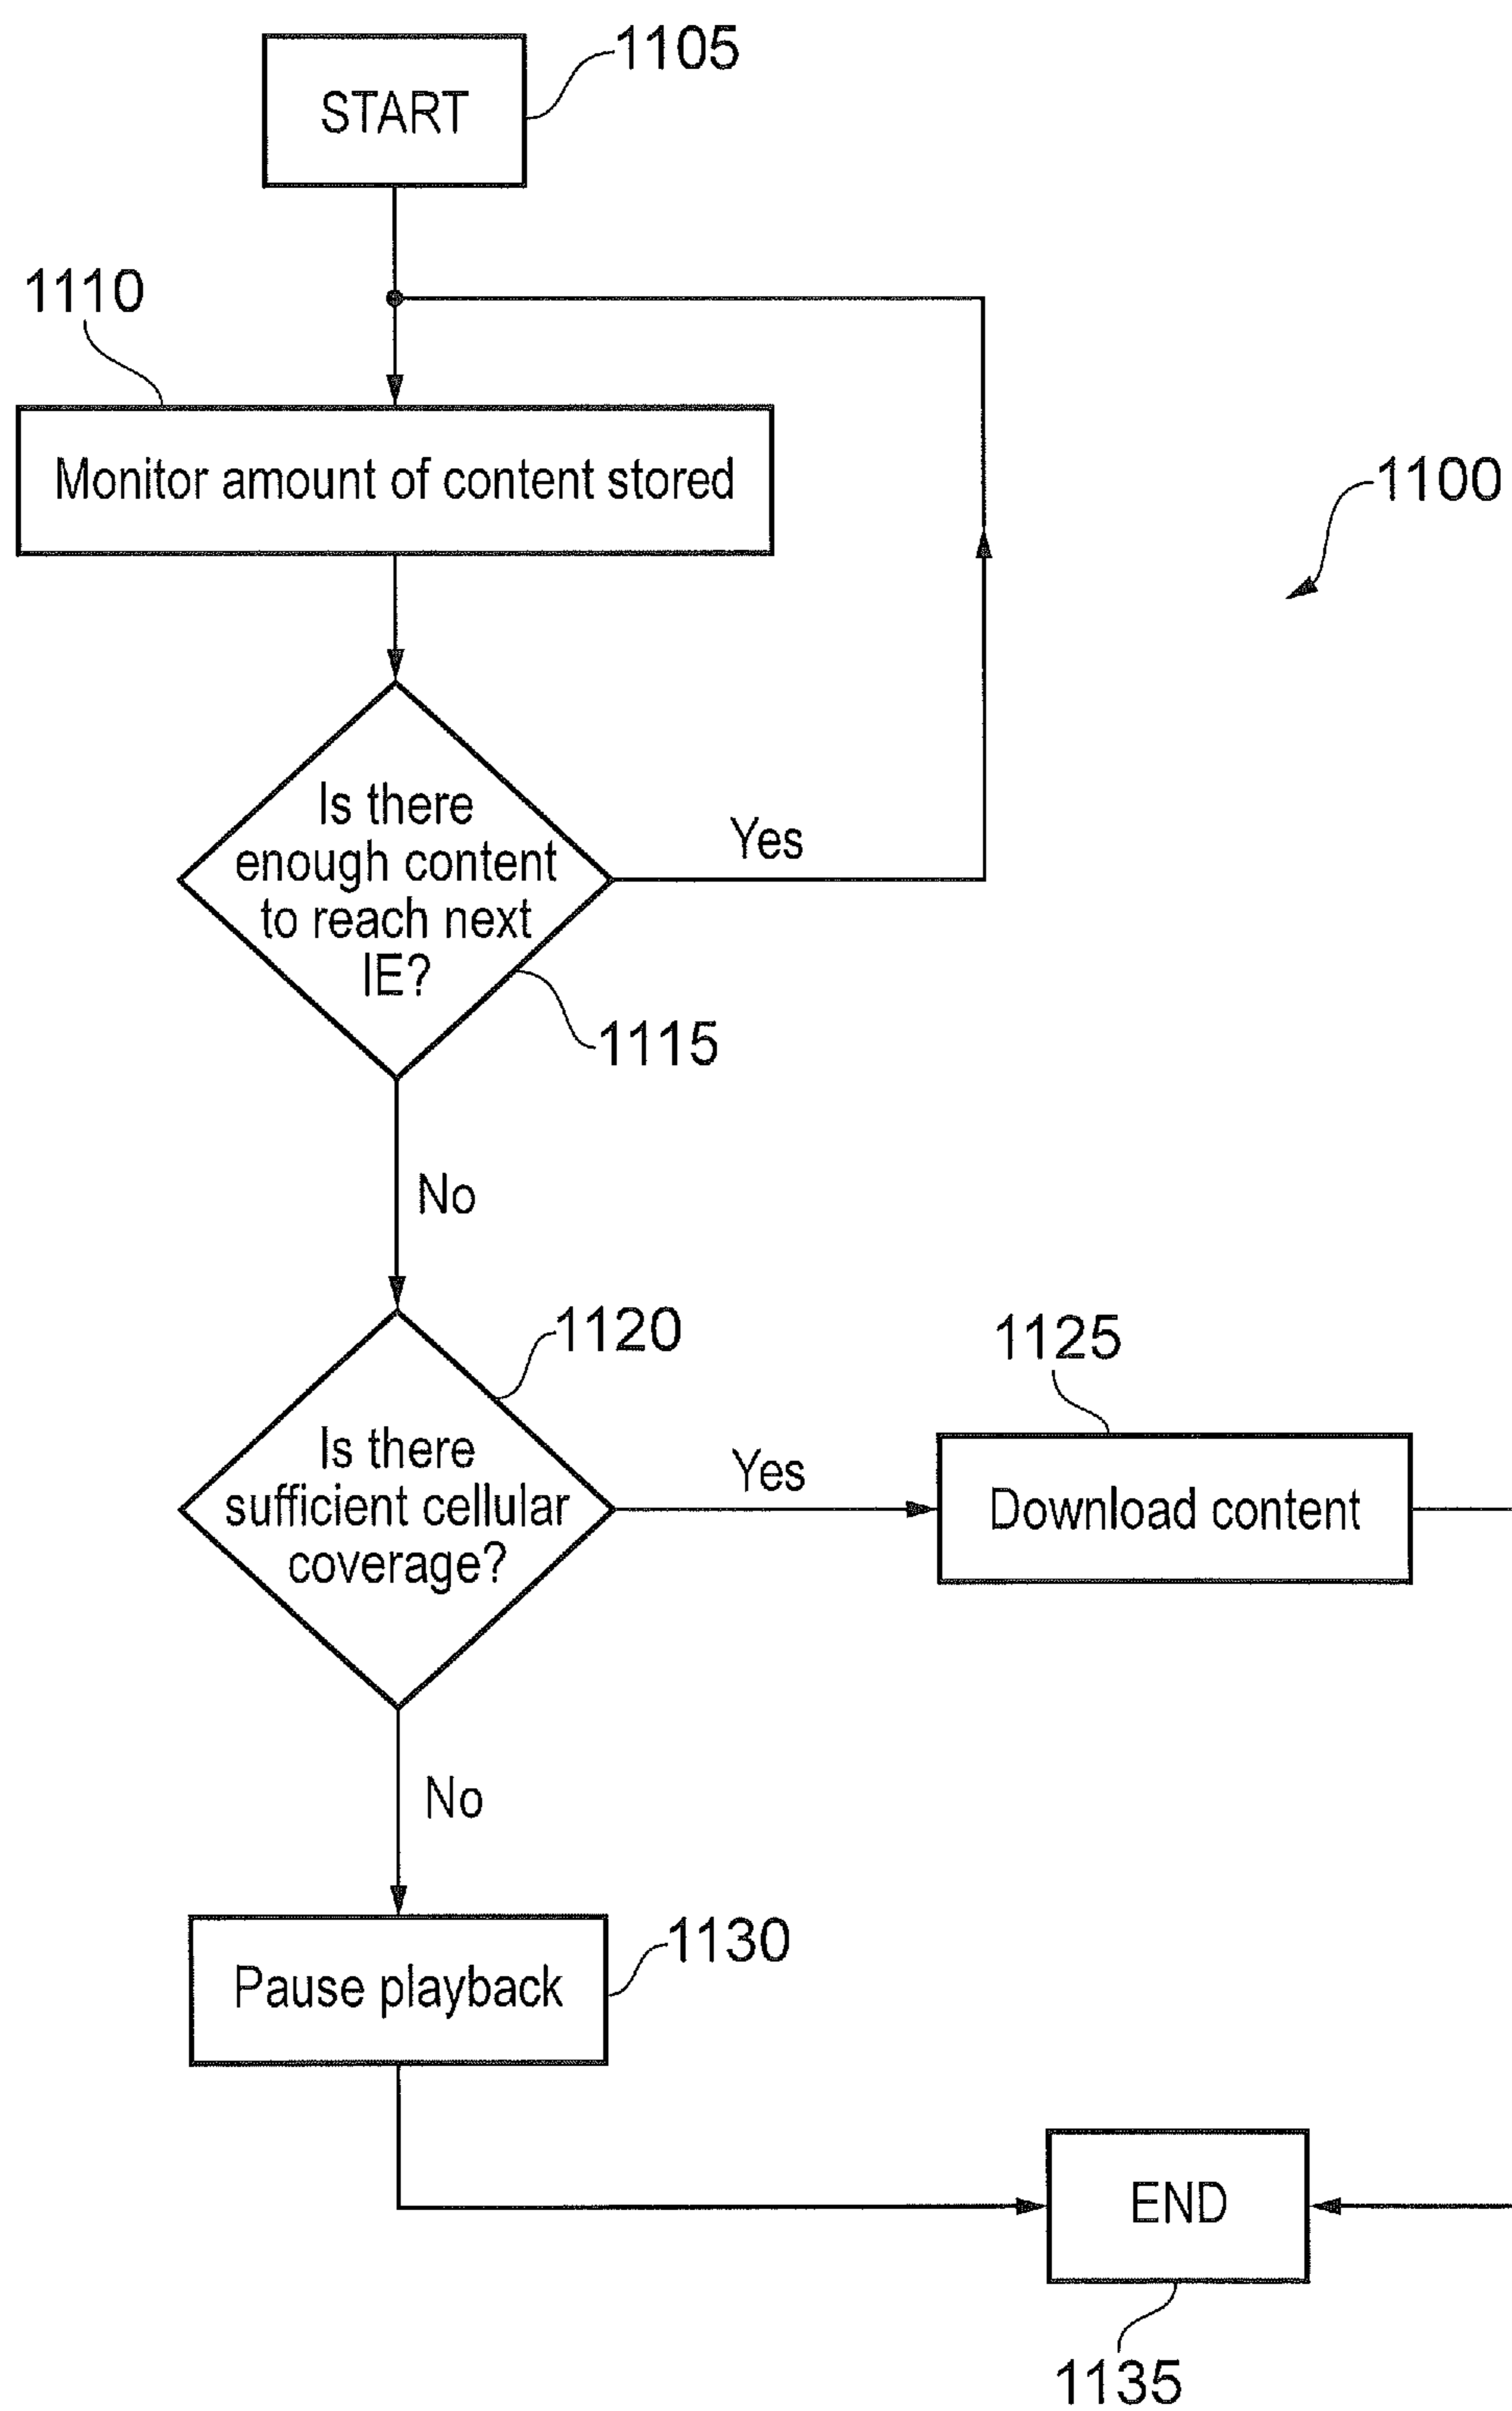 1105
START
1110
Monitor amount of content stored
1100
Is there
enough content
to reach next
IE?
Yes
1115
No
1120
1125
Is there
sufficient cellular
coverage?
Yes
Download content
No
1130
Pause playback
END
1135